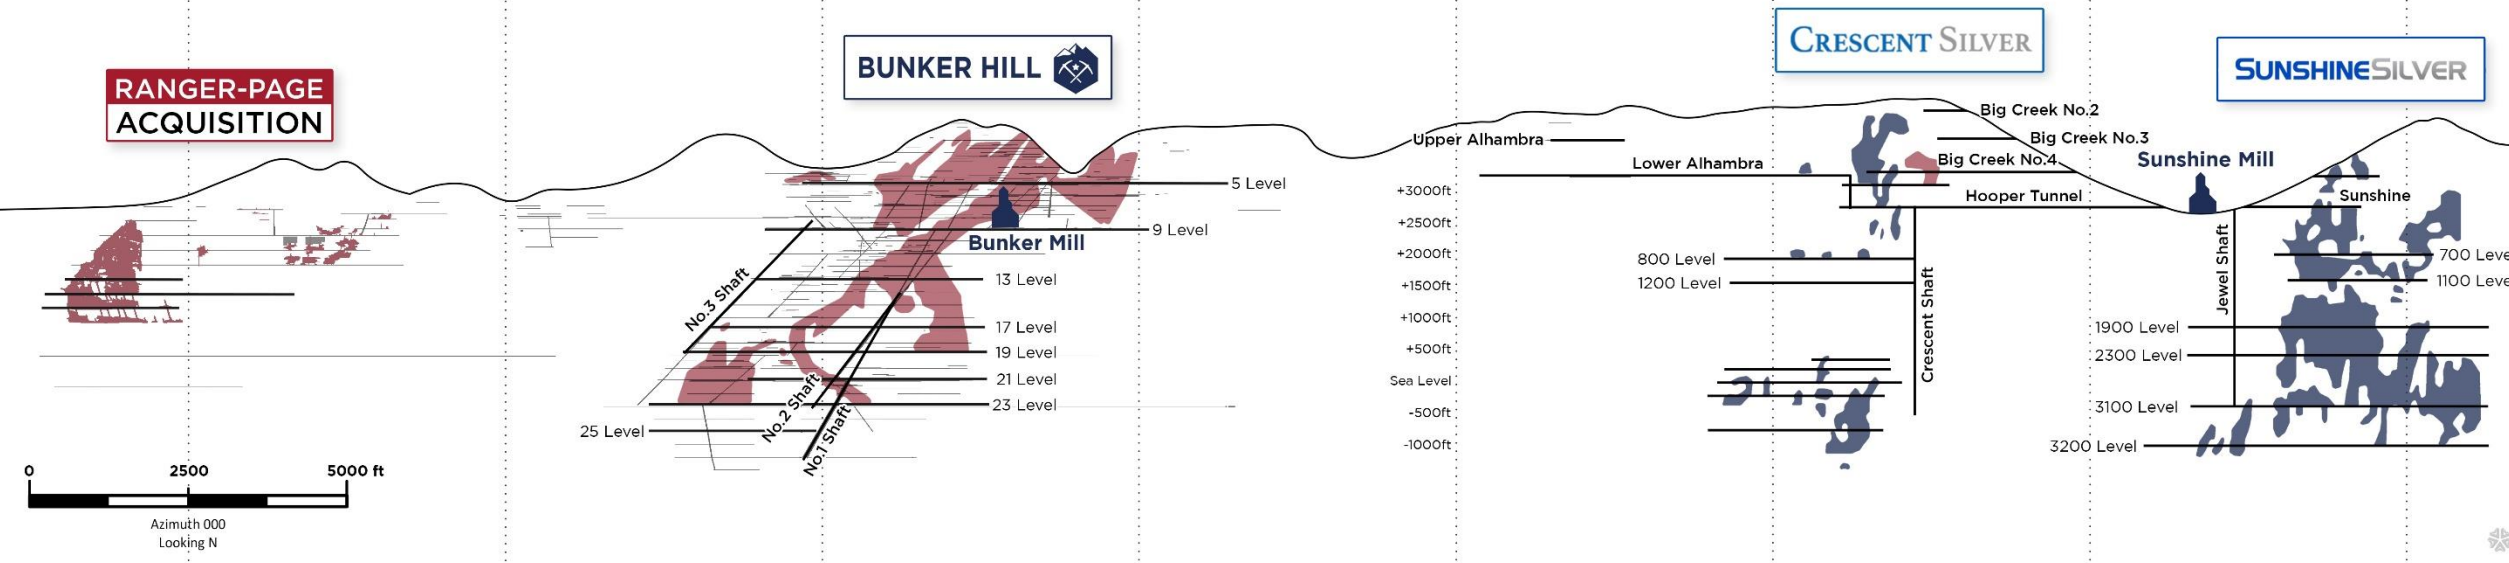 RANGER-PAGE
ACQUISITION
BUNKER HILL
CRESCENT SILVER
SUNSHINESILVER
Upper Alhambra
Lower Alhambra
Big Creek No.2
Big Creek No.3
Big Creek No.4
Sunshine Mill
Hooper Tunnel
Sunshine
5 Level
9 Level
Bunker Mill
13 Level
17 Level
19 Level
21 Level
23 Level
25 Level
No.3 Shaft
No.2 Shaft
No.1 Shaft
+3000ft
+2500ft
+2000ft
+1500ft
+1000ft
+500ft
Sea Level
-500ft
-1000ft
800 Level
1200 Level
Crescent Shaft
Jewel Shaft
700 Leve
1100 Leve
1900 Level
2300 Level
3100 Level
3200 Level
0 2500 5000 ft
Azimuth 000
Looking N